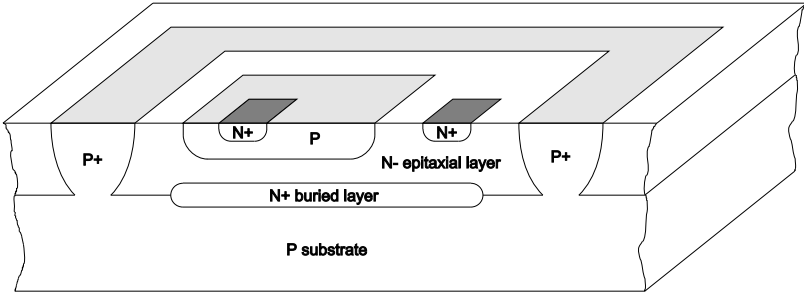 N+
P
N+
P+
N- epitaxial layer
P+
N+ buried layer
P substrate